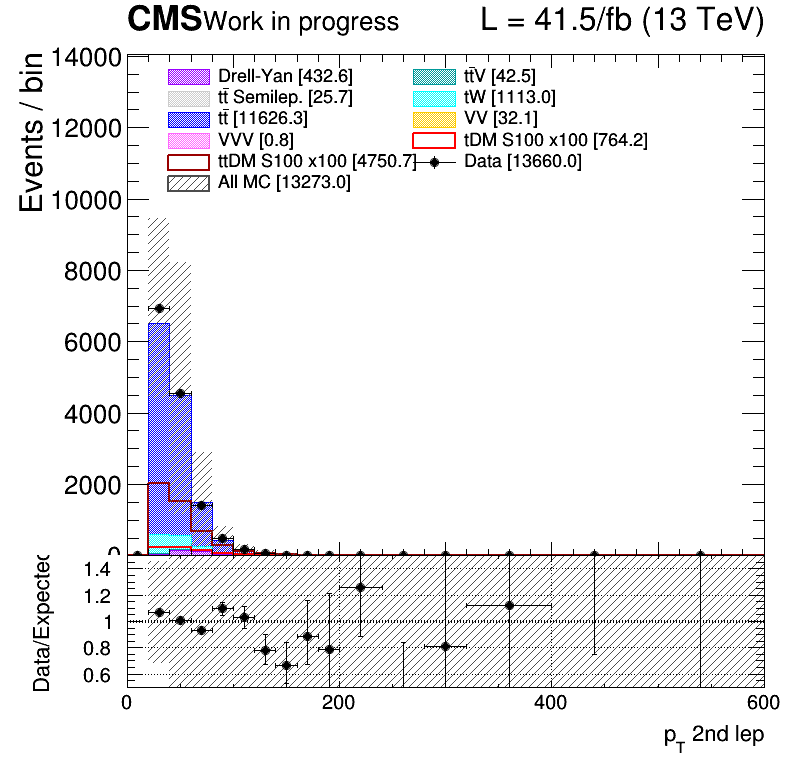 CMS Work in progress L = 41.5/fb (13 TeV)
Events / bin
14000
12000
10000
8000
6000
4000
2000
0
Drell-Yan [432.6] tt̄V [42.5]
tt̄ Semilep. [25.7] tW [1113.0]
tt̄ [11626.3] VV [32.1]
VVV [0.8] tDM S100 x100 [764.2]
ttDM S100 x100 [4750.7] Data [13660.0]
All MC [13273.0]
Data/Expected
1.4
1.2
1
0.8
0.6
0 200 400 600
p_T 2nd lep